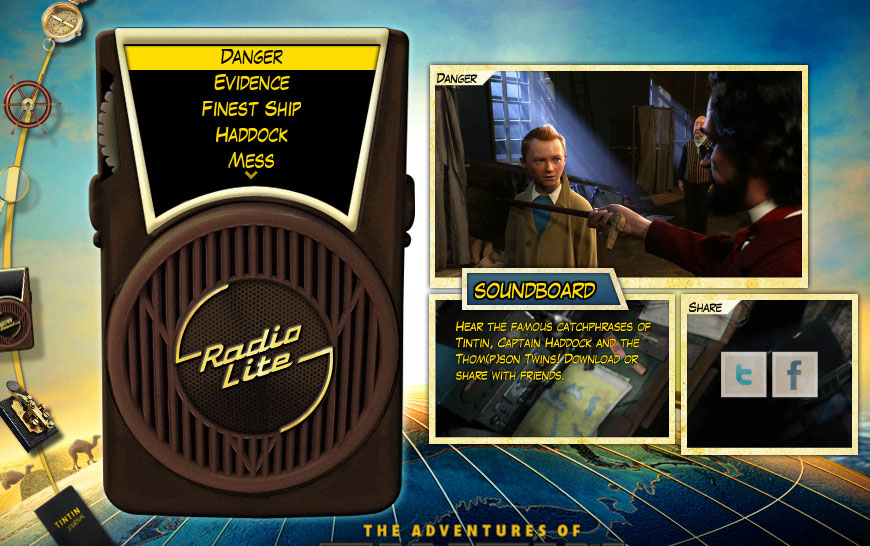 Danger
Evidence
Finest Ship
Haddock
Mess
Radio
Lite
Danger
Soundboard
Hear the famous catchphrases of
Tintin, Captain Haddock and the
Thom(p)son Twins! Download or
share with friends.
Share
t f
TINTIN
THE ADVENTURES OF